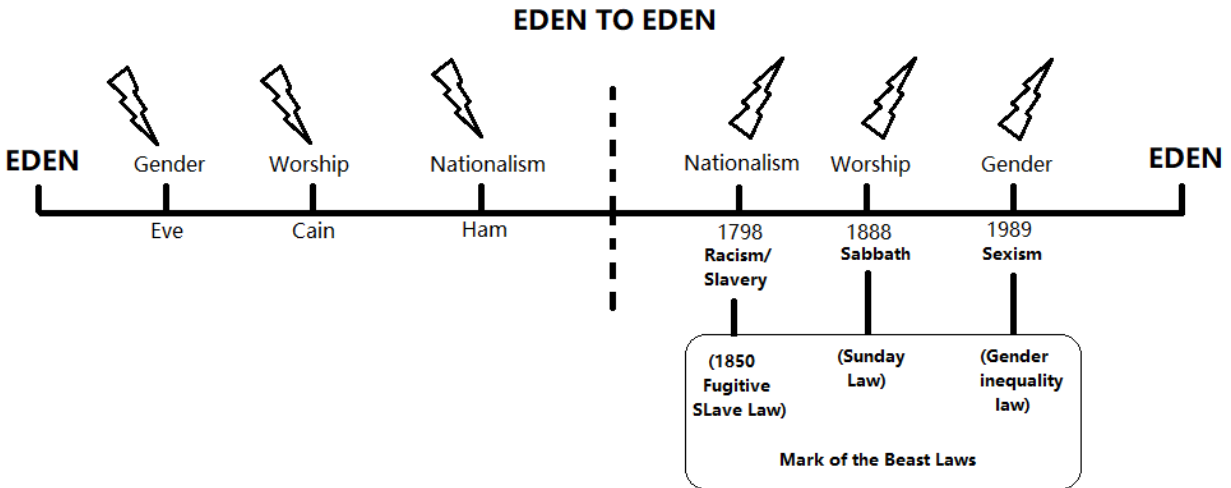 EDEN TO EDEN
EDEN
Gender
Worship
Nationalism
Nationalism
Worship
Gender
EDEN
Eve
Cain
Ham
1798
Racism/
Slavery
1888
Sabbath
1989
Sexism
(1850
Fugitive
SLave Law)
(Sunday
Law)
(Gender
inequality
law)
Mark of the Beast Laws